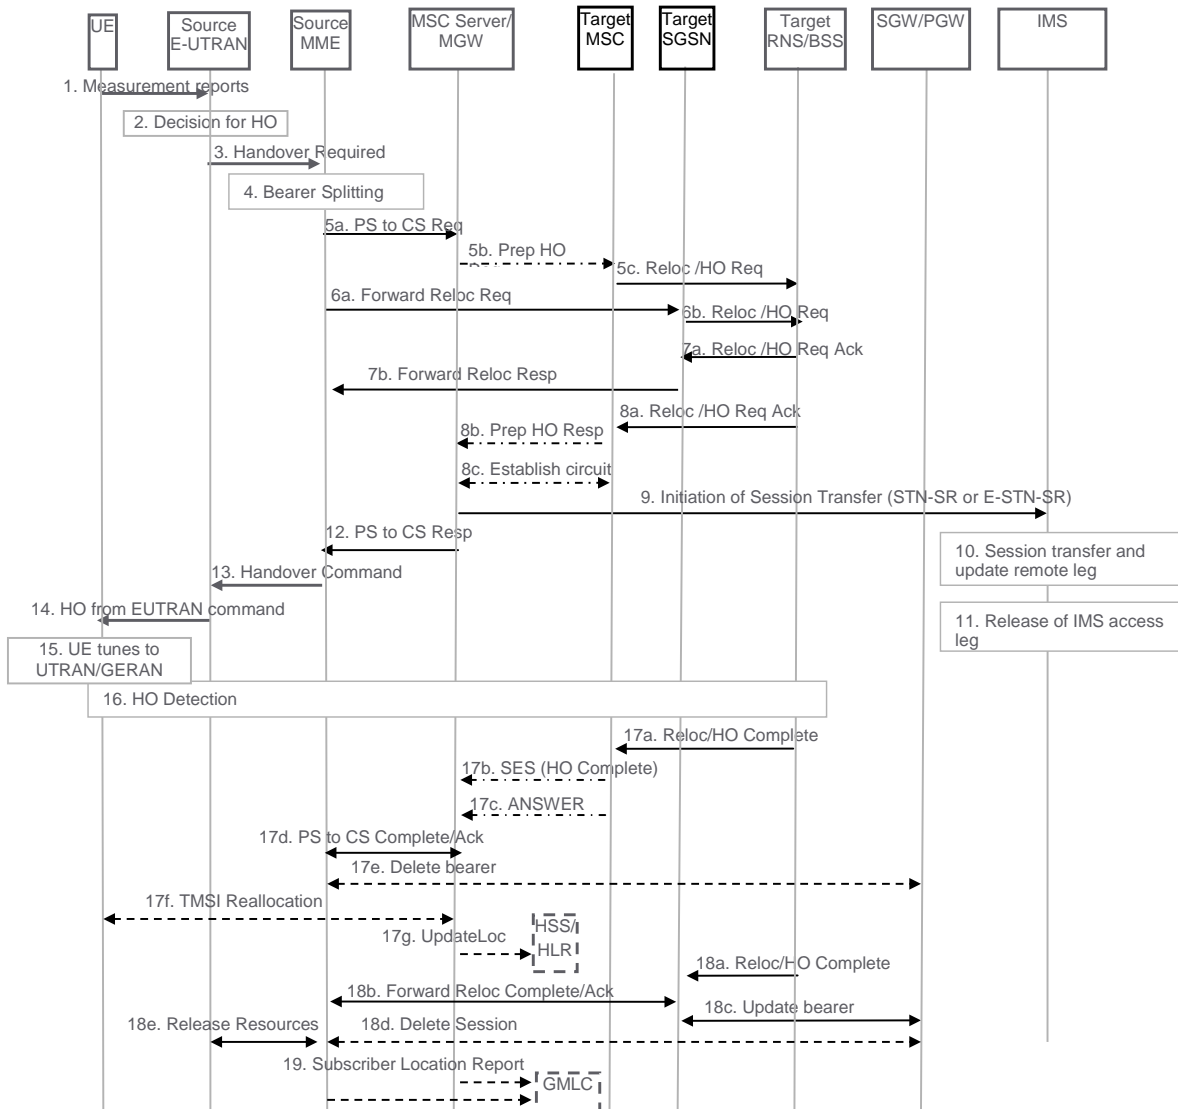 UE
Source
E-UTRAN
Source
MME
MSC Server/
MGW
Target
MSC
Target
SGSN
Target
RNS/BSS
SGW/PGW
IMS
1. Measurement reports
2. Decision for HO
3. Handover Required
4. Bearer Splitting
5a. PS to CS Req
5b. Prep HO
5c. Reloc /HO Req
6a. Forward Reloc Req
6b. Reloc /HO Req
7a. Reloc /HO Req Ack
7b. Forward Reloc Resp
8a. Reloc /HO Req Ack
8b. Prep HO Resp
8c. Establish circuit
9. Initiation of Session Transfer (STN-SR or E-STN-SR)
12. PS to CS Resp
10. Session transfer and
update remote leg
13. Handover Command
14. HO from EUTRAN command
11. Release of IMS access
leg
15. UE tunes to
UTRAN/GERAN
16. HO Detection
17a. Reloc/HO Complete
17b. SES (HO Complete)
17c. ANSWER
17d. PS to CS Complete/Ack
17e. Delete bearer
17f. TMSI Reallocation
HSS/
HLR
17g. UpdateLoc
18a. Reloc/HO Complete
18b. Forward Reloc Complete/Ack
18c. Update bearer
18e. Release Resources
18d. Delete Session
19. Subscriber Location Report
GMLC